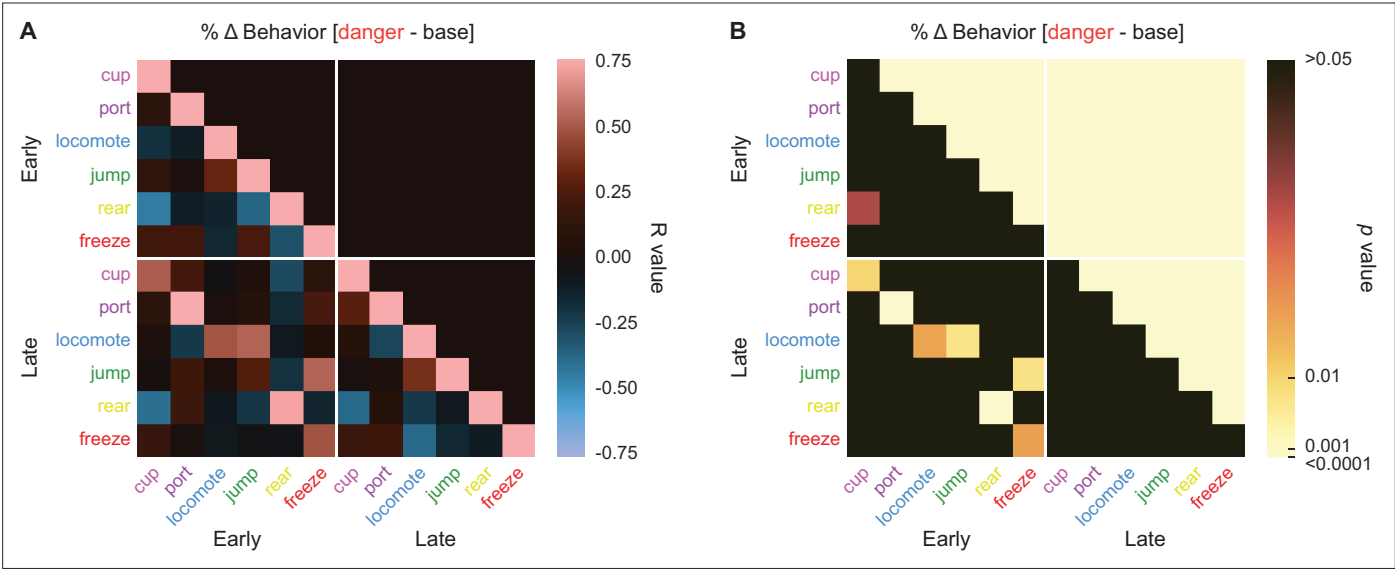 A
% Δ Behavior [danger - base]
Early
cup
port
locomote
jump
rear
freeze
Late
cup
port
locomote
jump
rear
freeze
cup
port
locomote
jump
rear
freeze
cup
port
locomote
jump
rear
freeze
Early
Late
0.75
0.50
0.25
0.00
-0.25
-0.50
-0.75
R value
B
% Δ Behavior [danger - base]
Early
cup
port
locomote
jump
rear
freeze
Late
cup
port
locomote
jump
rear
freeze
cup
port
locomote
jump
rear
freeze
cup
port
locomote
jump
rear
freeze
Early
Late
>0.05
0.01
0.001
<0.0001
p value